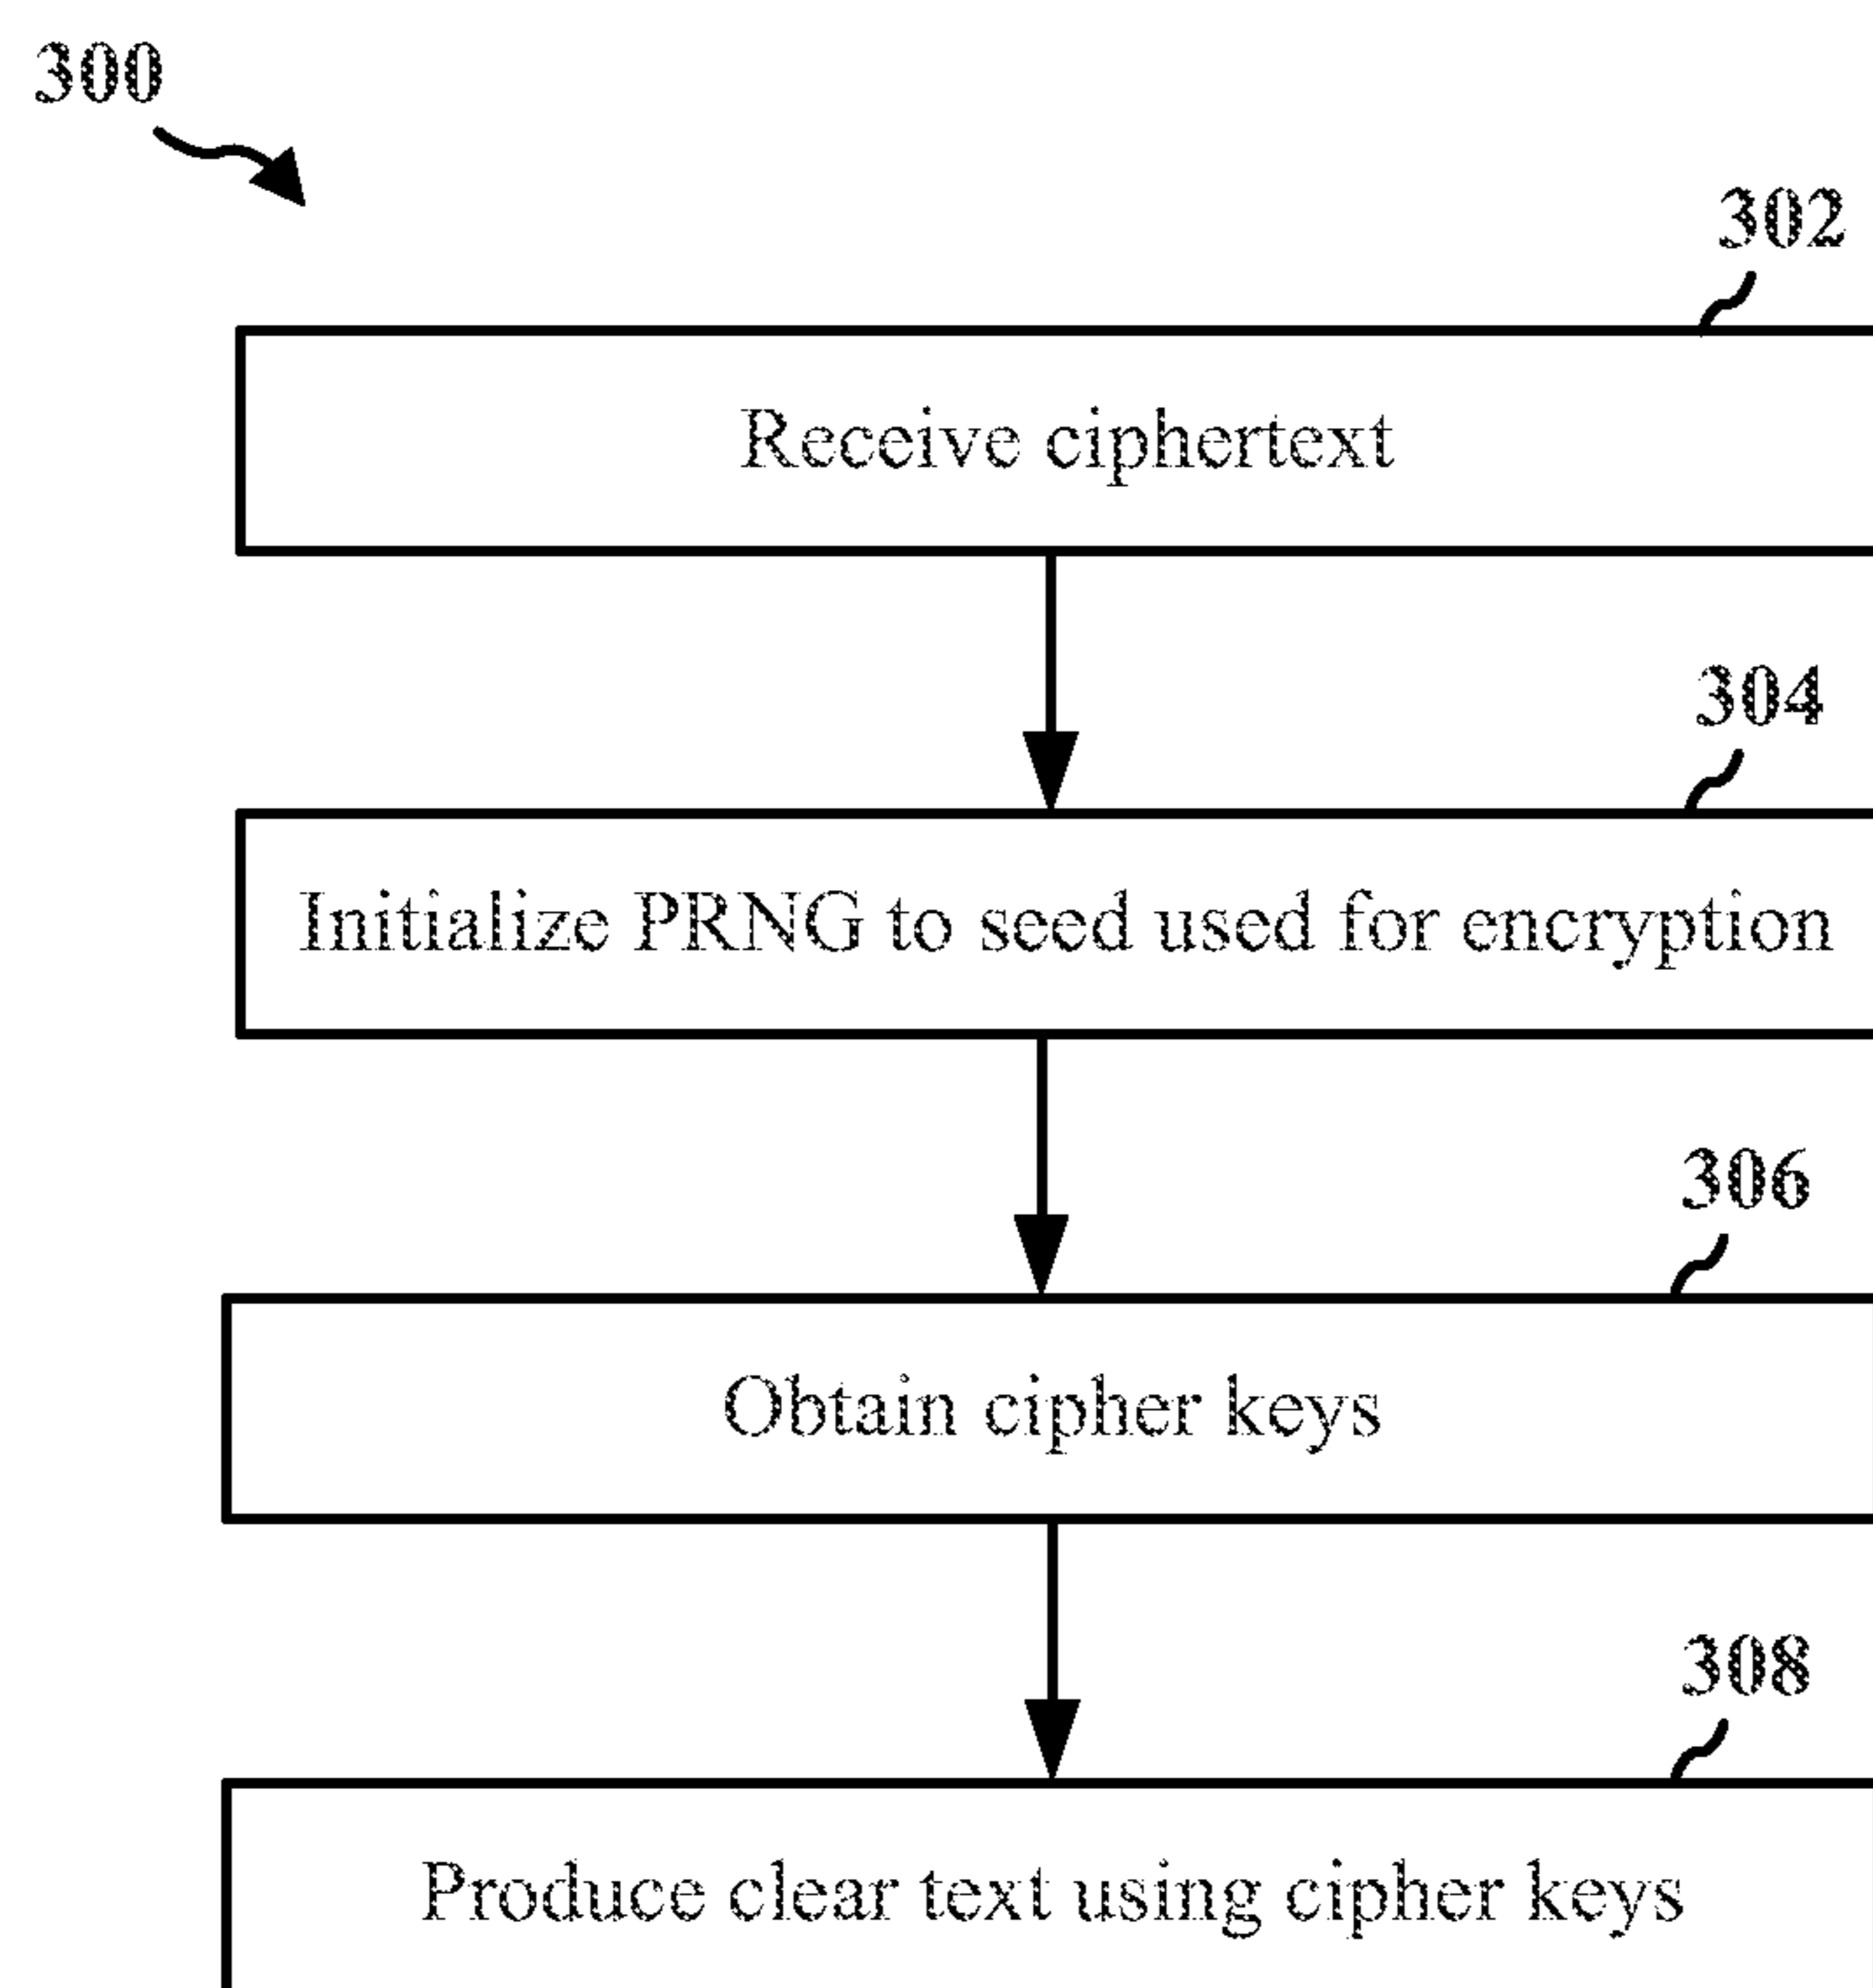 300
302
Receive ciphertext
304
Initialize PRNG to seed used for encryption
306
Obtain cipher keys
308
Produce clear text using cipher keys